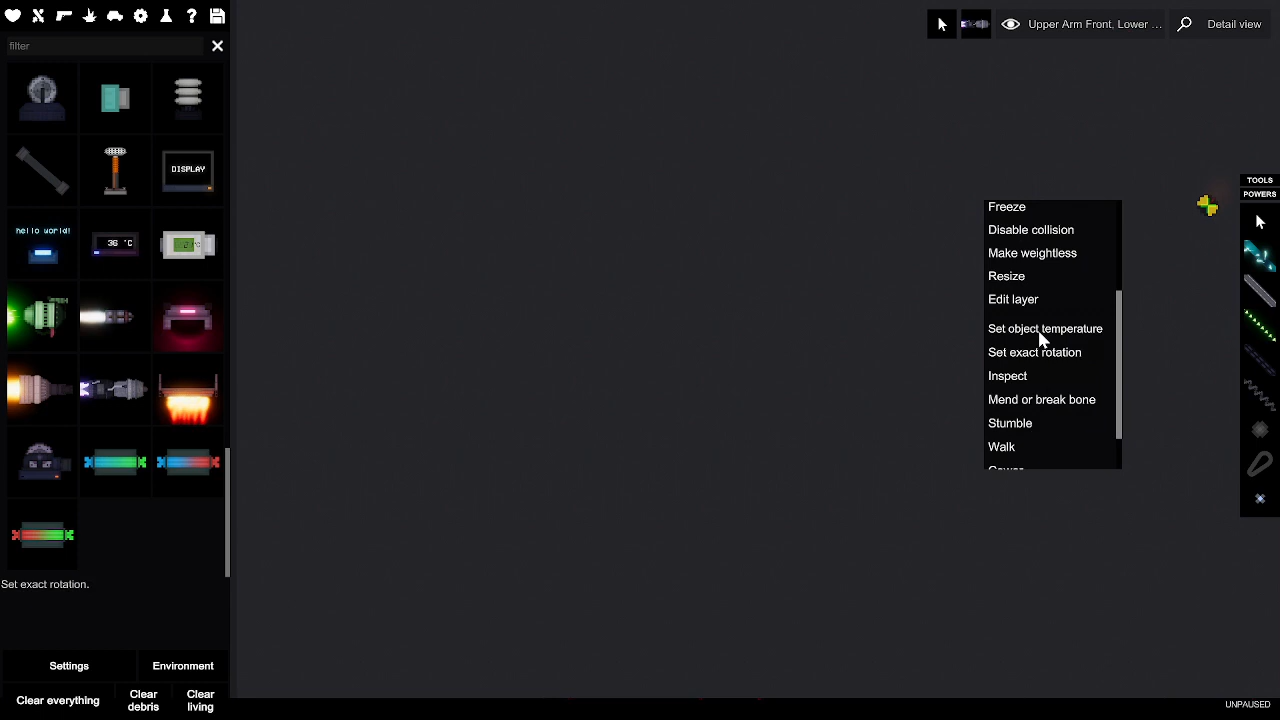 filter
Upper Arm Front, Lower ...
Detail view
DISPLAY
hello world!
36 °C
TOOLS
POWERS
Freeze
Disable collision
Make weightless
Resize
Edit layer
Set object temperature
Set exact rotation
Inspect
Mend or break bone
Stumble
Walk
Set exact rotation.
Settings
Environment
Clear everything
Clear
debris
Clear
living
UNPAUSED